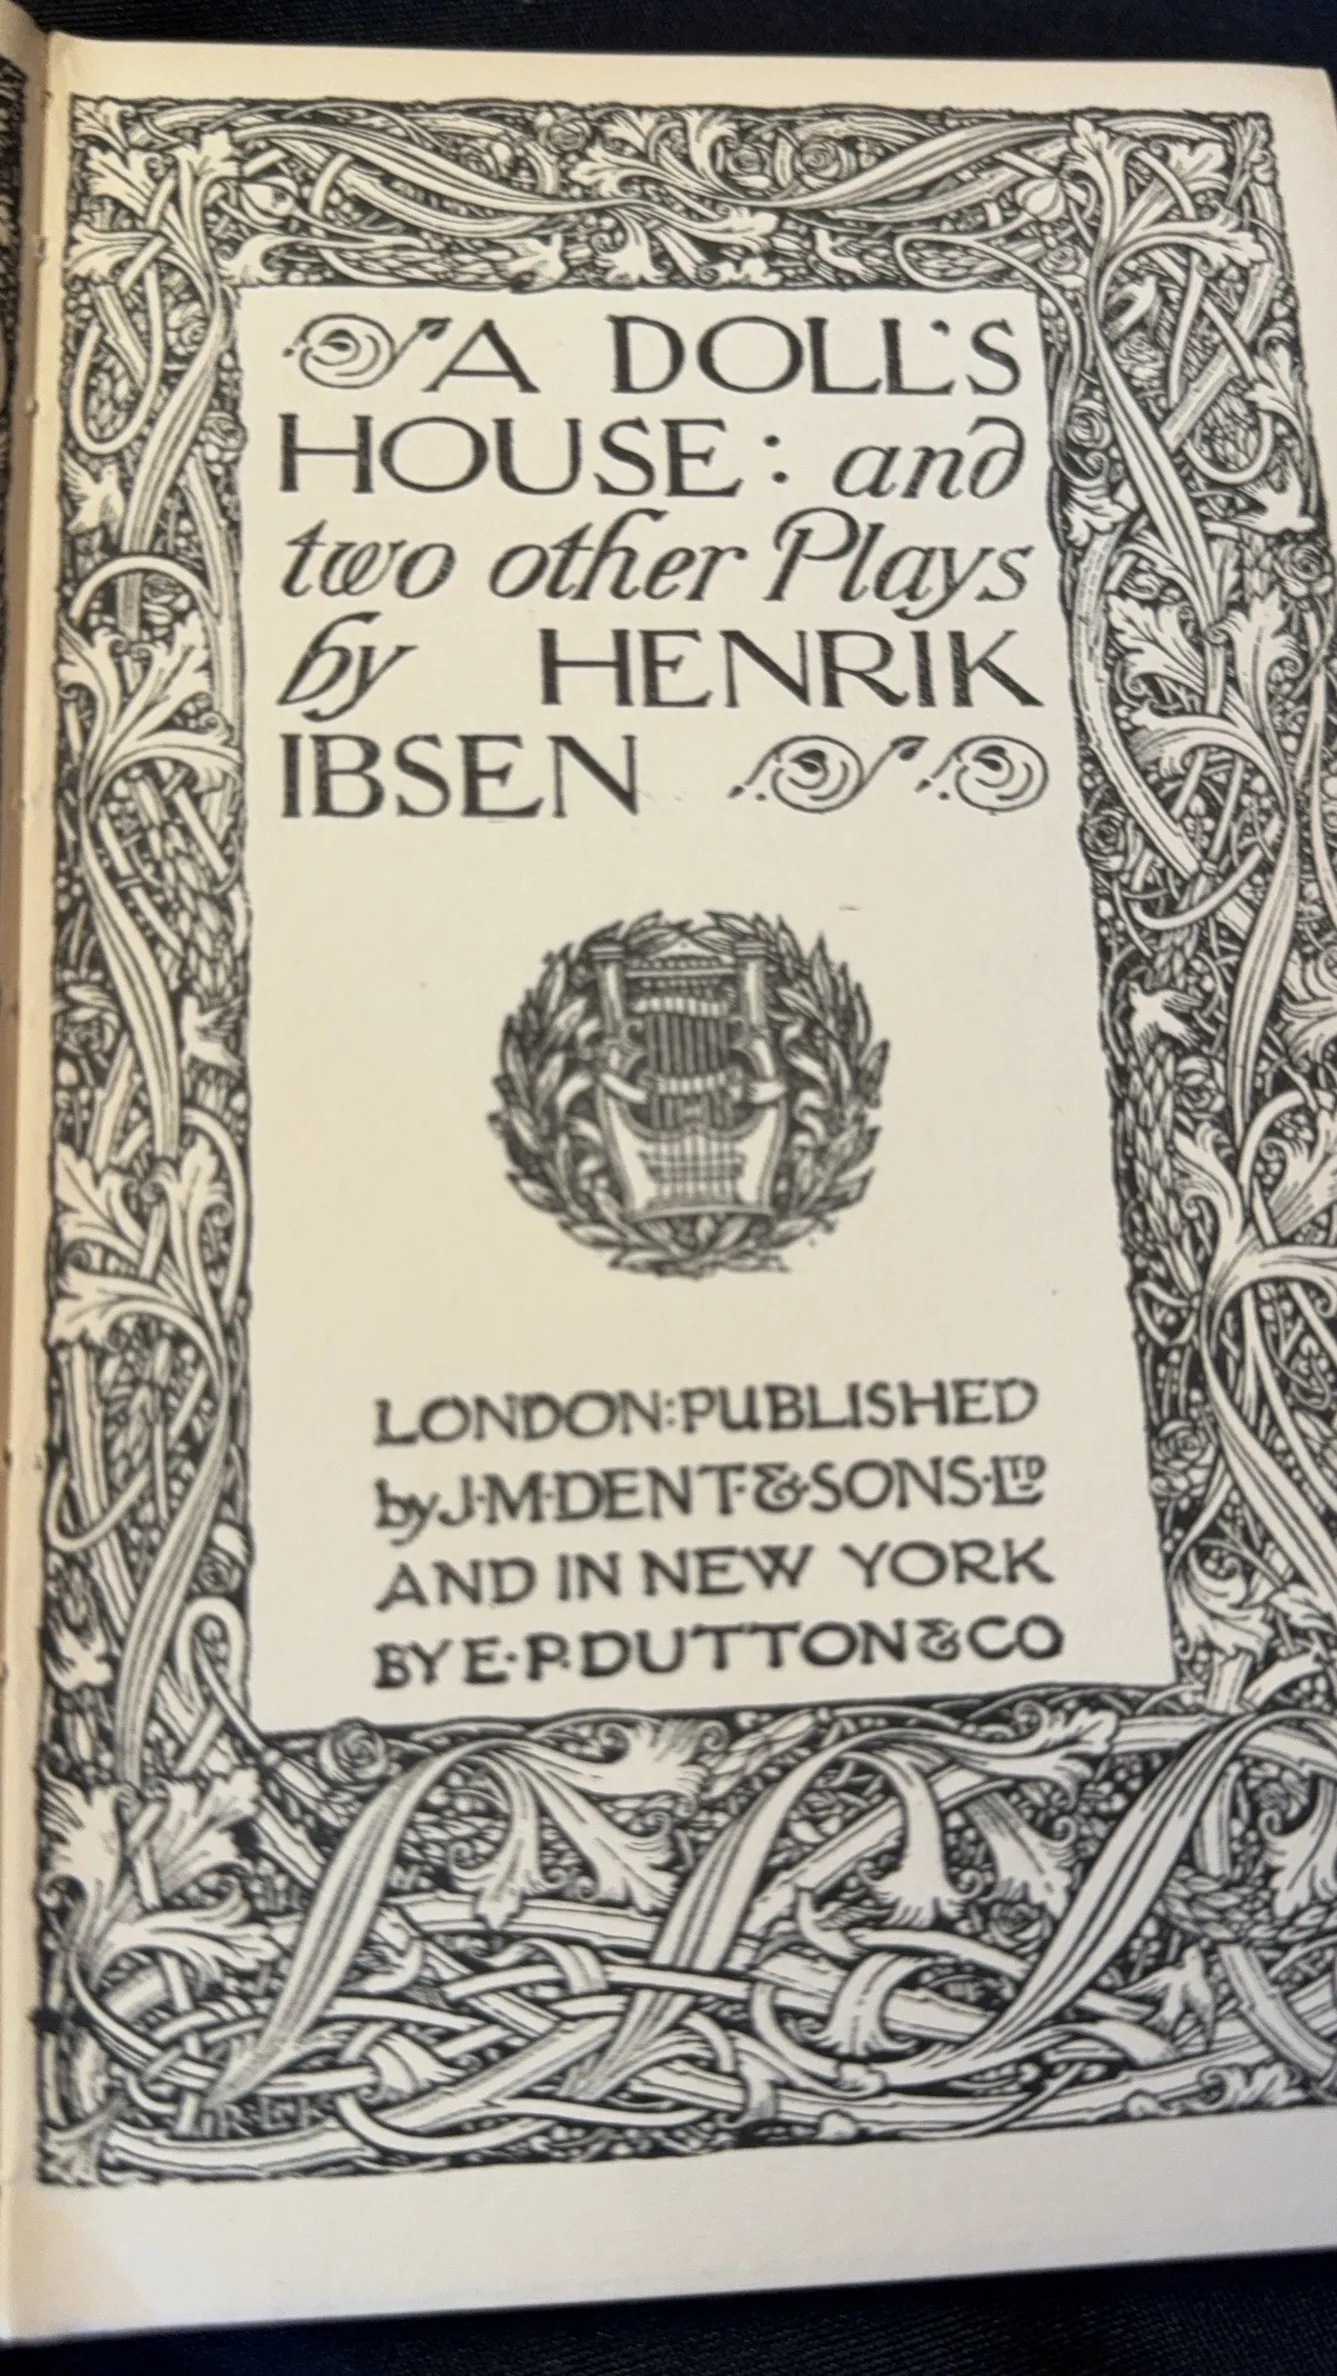 A DOLL'S
HOUSE: and
two other Plays
by HENRIK
IBSEN
LONDON:PUBLISHED
by J·M·DENT·&·SONS·LTD
AND IN NEW YORK
BY E·P·DUTTON & CO